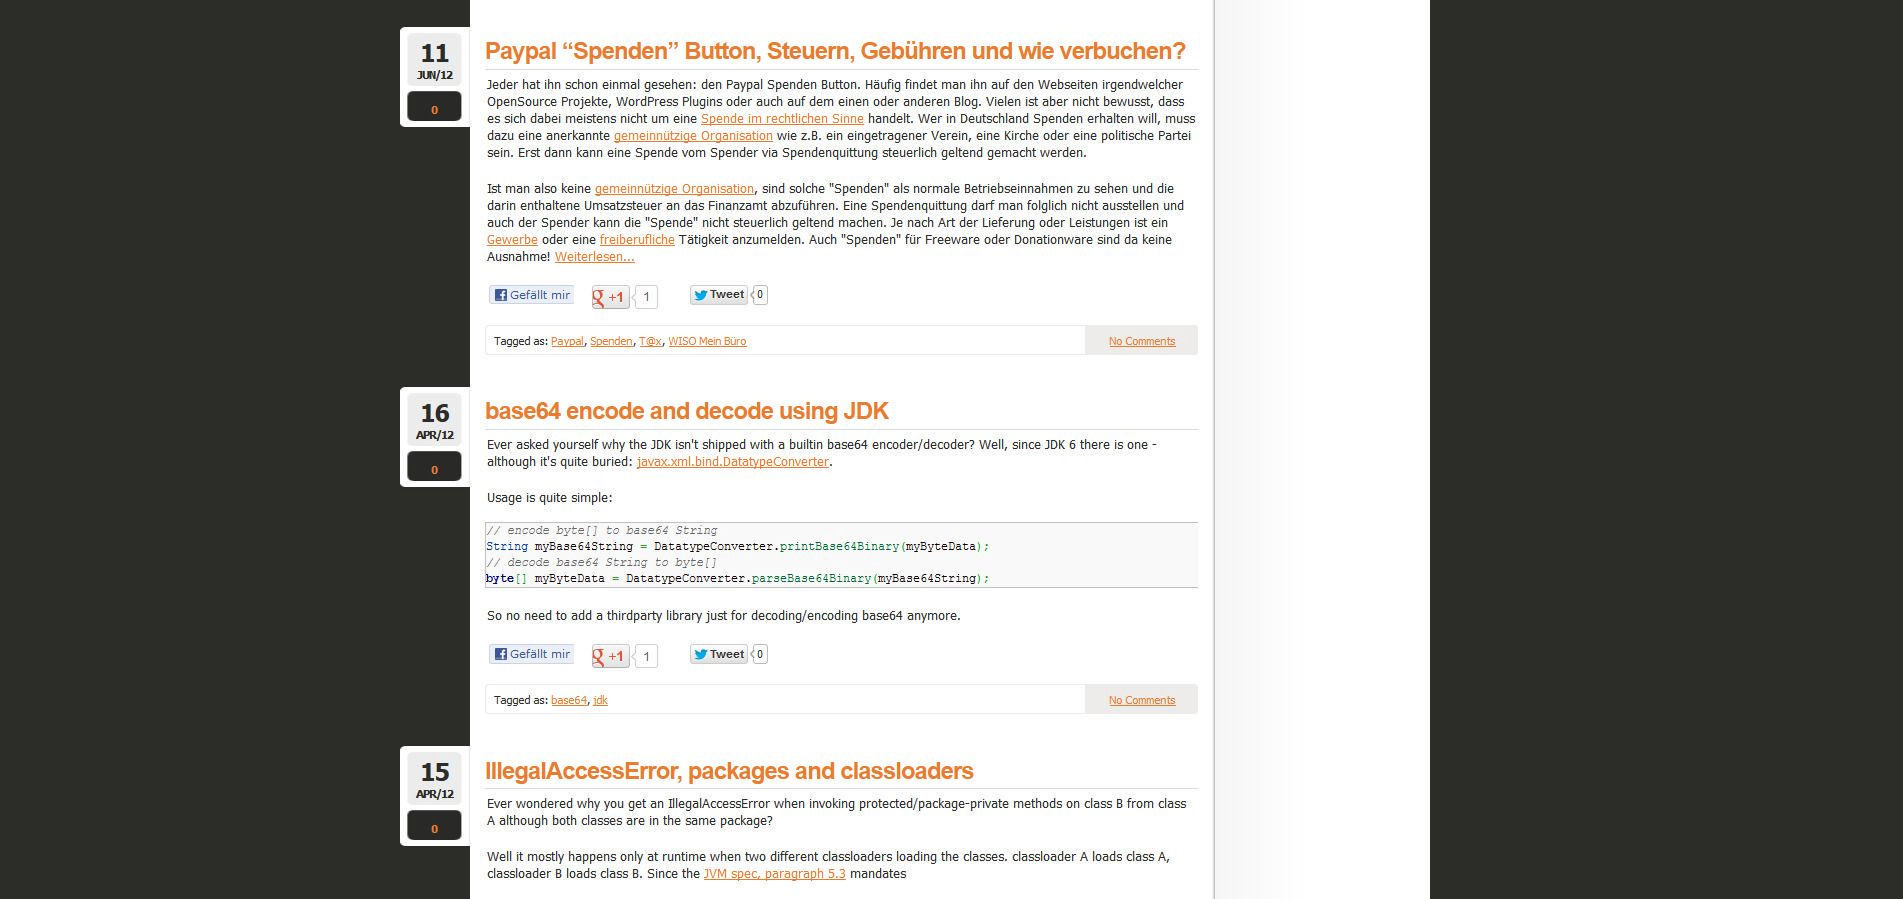 11
JUN/12
0
Paypal “Spenden” Button, Steuern, Gebühren und wie verbuchen?
Jeder hat ihn schon einmal gesehen: den Paypal Spenden Button. Häufig findet man ihn auf den Webseiten irgendwelcher
OpenSource Projekte, WordPress Plugins oder auch auf dem einen oder anderen Blog. Vielen ist aber nicht bewusst, dass
es sich dabei meistens nicht um eine Spende im rechtlichen Sinne handelt. Wer in Deutschland Spenden erhalten will, muss
dazu eine anerkannte gemeinnützige Organisation wie z.B. ein eingetragener Verein, eine Kirche oder eine politische Partei
sein. Erst dann kann eine Spende vom Spender via Spendenquittung steuerlich geltend gemacht werden.
Ist man also keine gemeinnützige Organisation, sind solche "Spenden" als normale Betriebseinnahmen zu sehen und die
darin enthaltene Umsatzsteuer an das Finanzamt abzuführen. Eine Spendenquittung darf man folglich nicht ausstellen und
auch der Spender kann die "Spende" nicht steuerlich geltend machen. Je nach Art der Lieferung oder Leistungen ist ein
Gewerbe oder eine freiberufliche Tätigkeit anzumelden. Auch "Spenden" für Freeware oder Donationware sind da keine
Ausnahme! Weiterlesen...
Gefällt mir g +1 1 Tweet 0
Tagged as: Paypal, Spenden, T@x, WISO Mein Büro No Comments
16
APR/12
0
base64 encode and decode using JDK
Ever asked yourself why the JDK isn't shipped with a builtin base64 encoder/decoder? Well, since JDK 6 there is one -
although it's quite buried: javax.xml.bind.DatatypeConverter.
Usage is quite simple:
// encode byte[] to base64 String
String myBase64String = DatatypeConverter.printBase64Binary(myByteData);
// decode base64 String to byte[]
byte[] myByteData = DatatypeConverter.parseBase64Binary(myBase64String);
So no need to add a thirdparty library just for decoding/encoding base64 anymore.
Gefällt mir g +1 1 Tweet 0
Tagged as: base64, jdk No Comments
15
APR/12
0
IllegalAccessError, packages and classloaders
Ever wondered why you get an IllegalAccessError when invoking protected/package-private methods on class B from class
A although both classes are in the same package?
Well it mostly happens only at runtime when two different classloaders loading the classes. classloader A loads class A,
classloader B loads class B. Since the JVM spec, paragraph 5.3 mandates